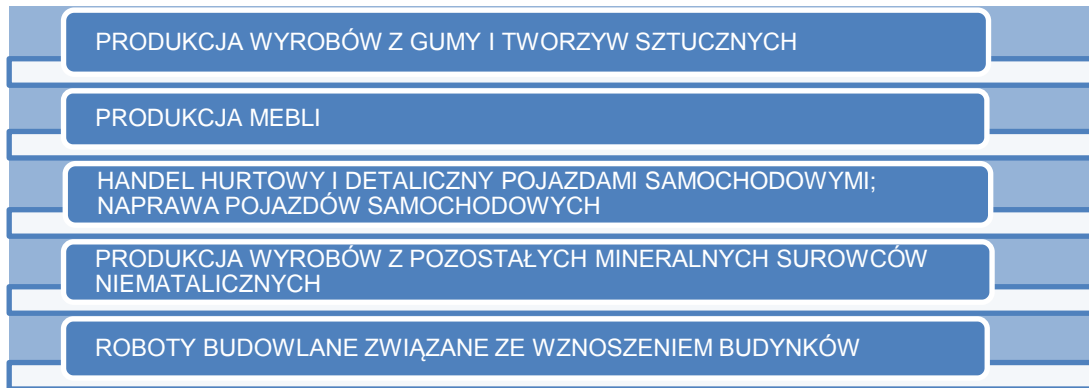 PRODUKCJA WYROBÓW Z GUMY I TWORZYW SZTUCZNYCH
PRODUKCJA MEBLI
HANDEL HURTOWY I DETALICZNY POJAZDAMI SAMOCHODOWYMI;
NAPRAWA POJAZDÓW SAMOCHODOWYCH
PRODUKCJA WYROBÓW Z POZOSTAŁYCH MINERALNYCH SUROWCÓW
NIEMATALICZNYCH
ROBOTY BUDOWLANE ZWIĄZANE ZE WZNOSZENIEM BUDYNKÓW